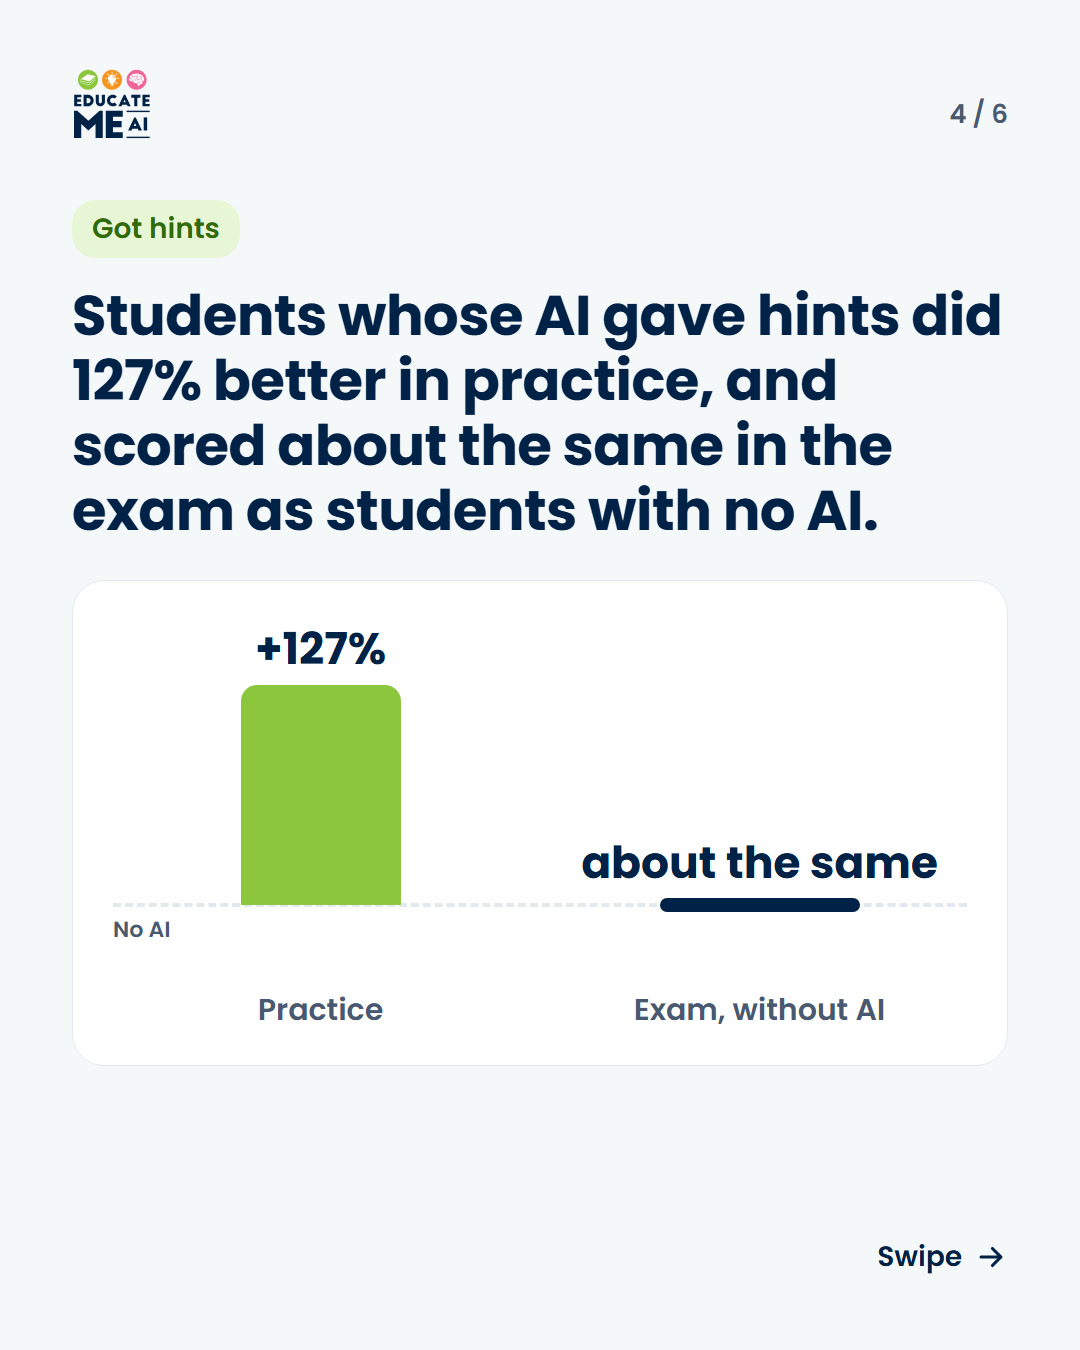 EDUCATE
ME AI
4 / 6
Got hints
Students whose AI gave hints did
127% better in practice, and
scored about the same in the
exam as students with no AI.
+127%
about the same
No AI
Practice
Exam, without AI
Swipe →